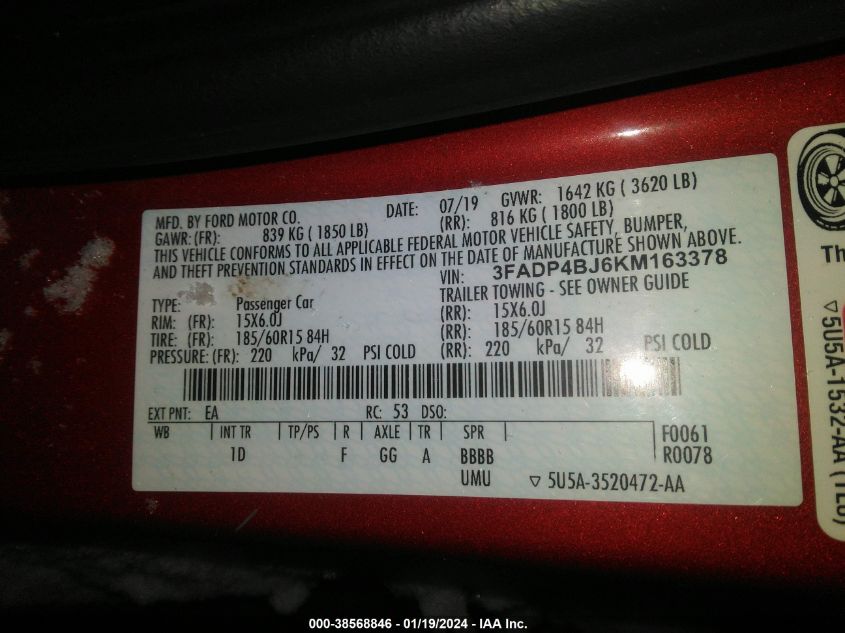 MFD. BY FORD MOTOR CO. DATE: 07/19 GVWR: 1642 KG ( 3620 LB)
GAWR: (FR): 839 KG ( 1850 LB) (RR): 816 KG ( 1800 LB)
THIS VEHICLE CONFORMS TO ALL APPLICABLE FEDERAL MOTOR VEHICLE SAFETY, BUMPER,
AND THEFT PREVENTION STANDARDS IN EFFECT ON THE DATE OF MANUFACTURE SHOWN ABOVE.
VIN: 3FADP4BJ6KM163378
TYPE: Passenger Car TRAILER TOWING - SEE OWNER GUIDE
RIM: (FR): 15X6.0J (RR): 15X6.0J
TIRE: (FR): 185/60R15 84H (RR): 185/60R15 84H
PRESSURE: (FR): 220 kPa/ 32 PSI COLD (RR): 220 kPa/ 32 PSI COLD
EXT PNT: EA RC: 53 DSO:
WB INT TR TP/PS R AXLE TR SPR F0061
1D F GG A BBBB R0078
UMU ▽ 5U5A-3520472-AA
Th
▽ 5U5A-1532-AA (TLB)
000-38568846 - 01/19/2024 - IAA Inc.